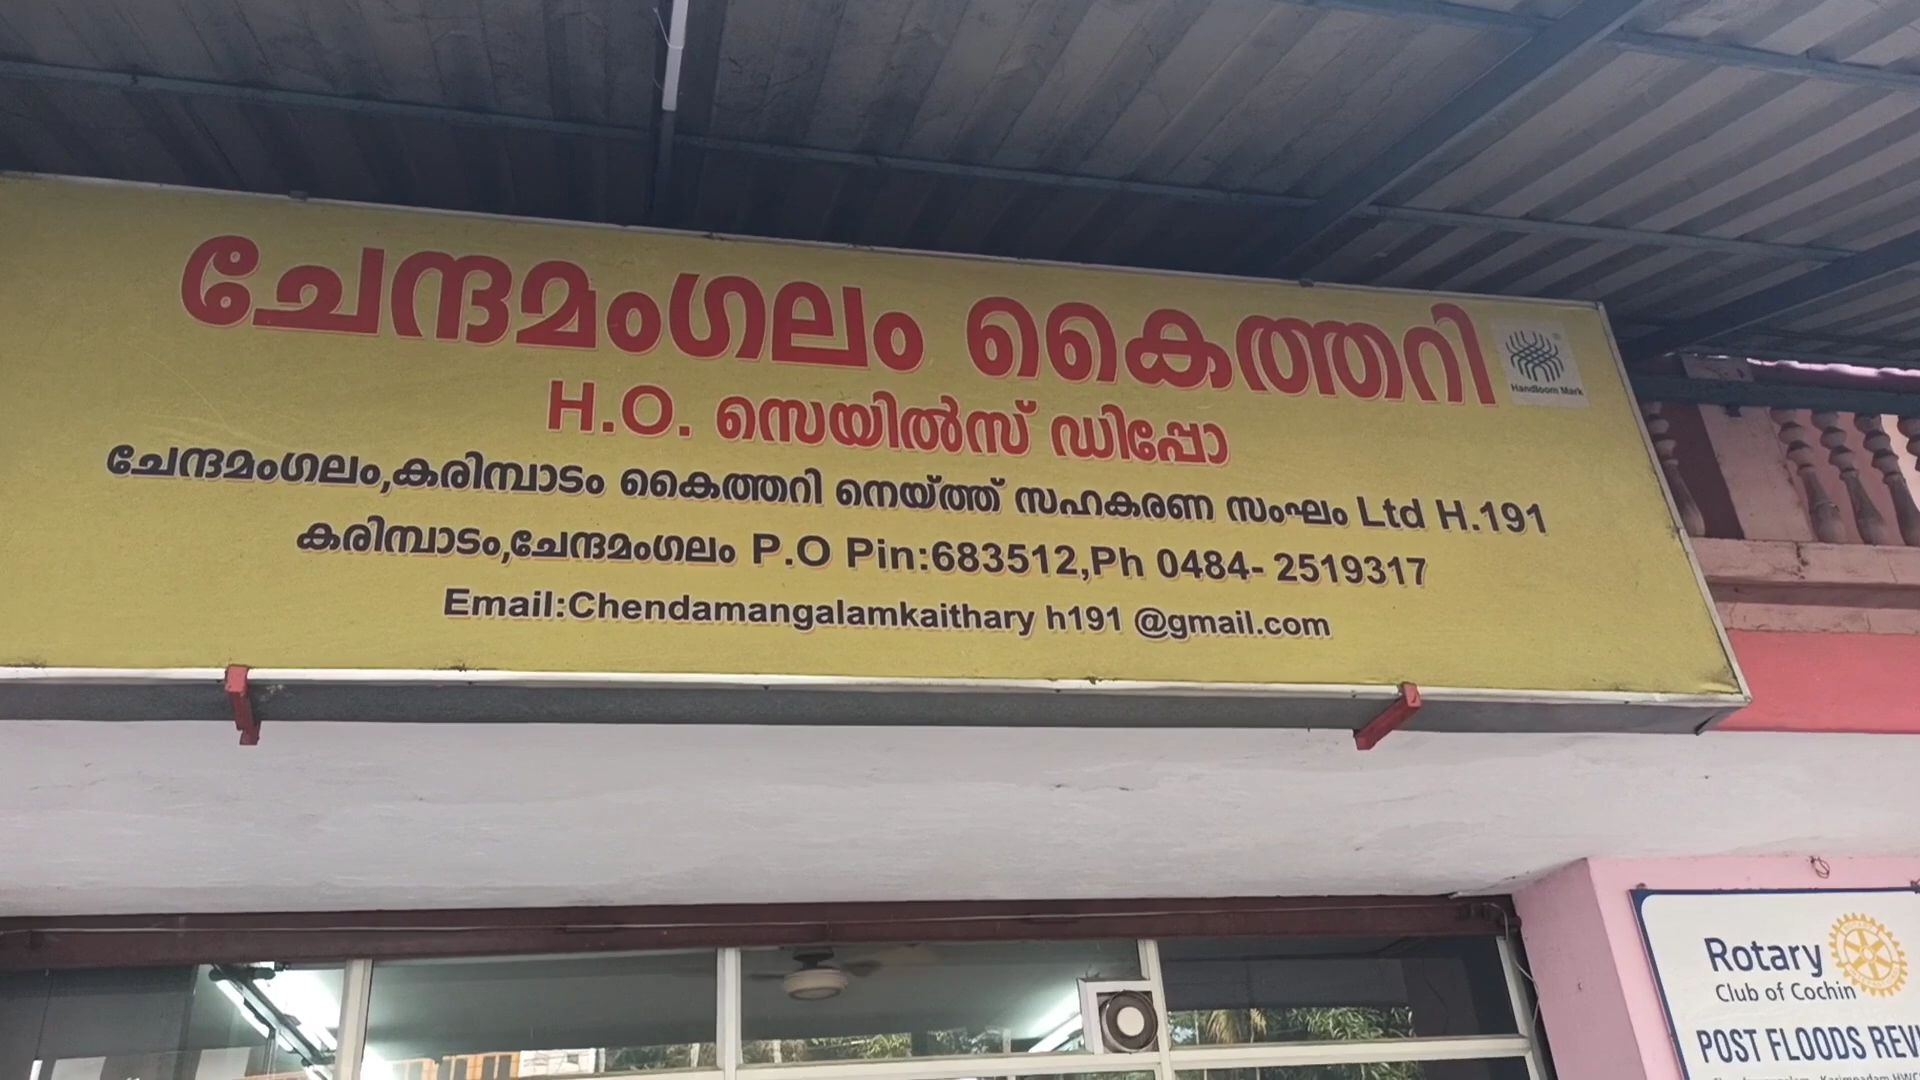 ചേന്ദമംഗലം കൈത്തറി
Handloom Mark
H.O. സെയിൽസ് ഡിപ്പോ
ചേന്ദമംഗലം,കരിമ്പാടം കൈത്തറി നെയ്ത്ത് സഹകരണ സംഘം Ltd H.191
കരിമ്പാടം,ചേന്ദമംഗലം P.O Pin:683512,Ph 0484- 2519317
Email:Chendamangalamkaithary h191 @gmail.com
Rotary
Club of Cochin
POST FLOODS REV